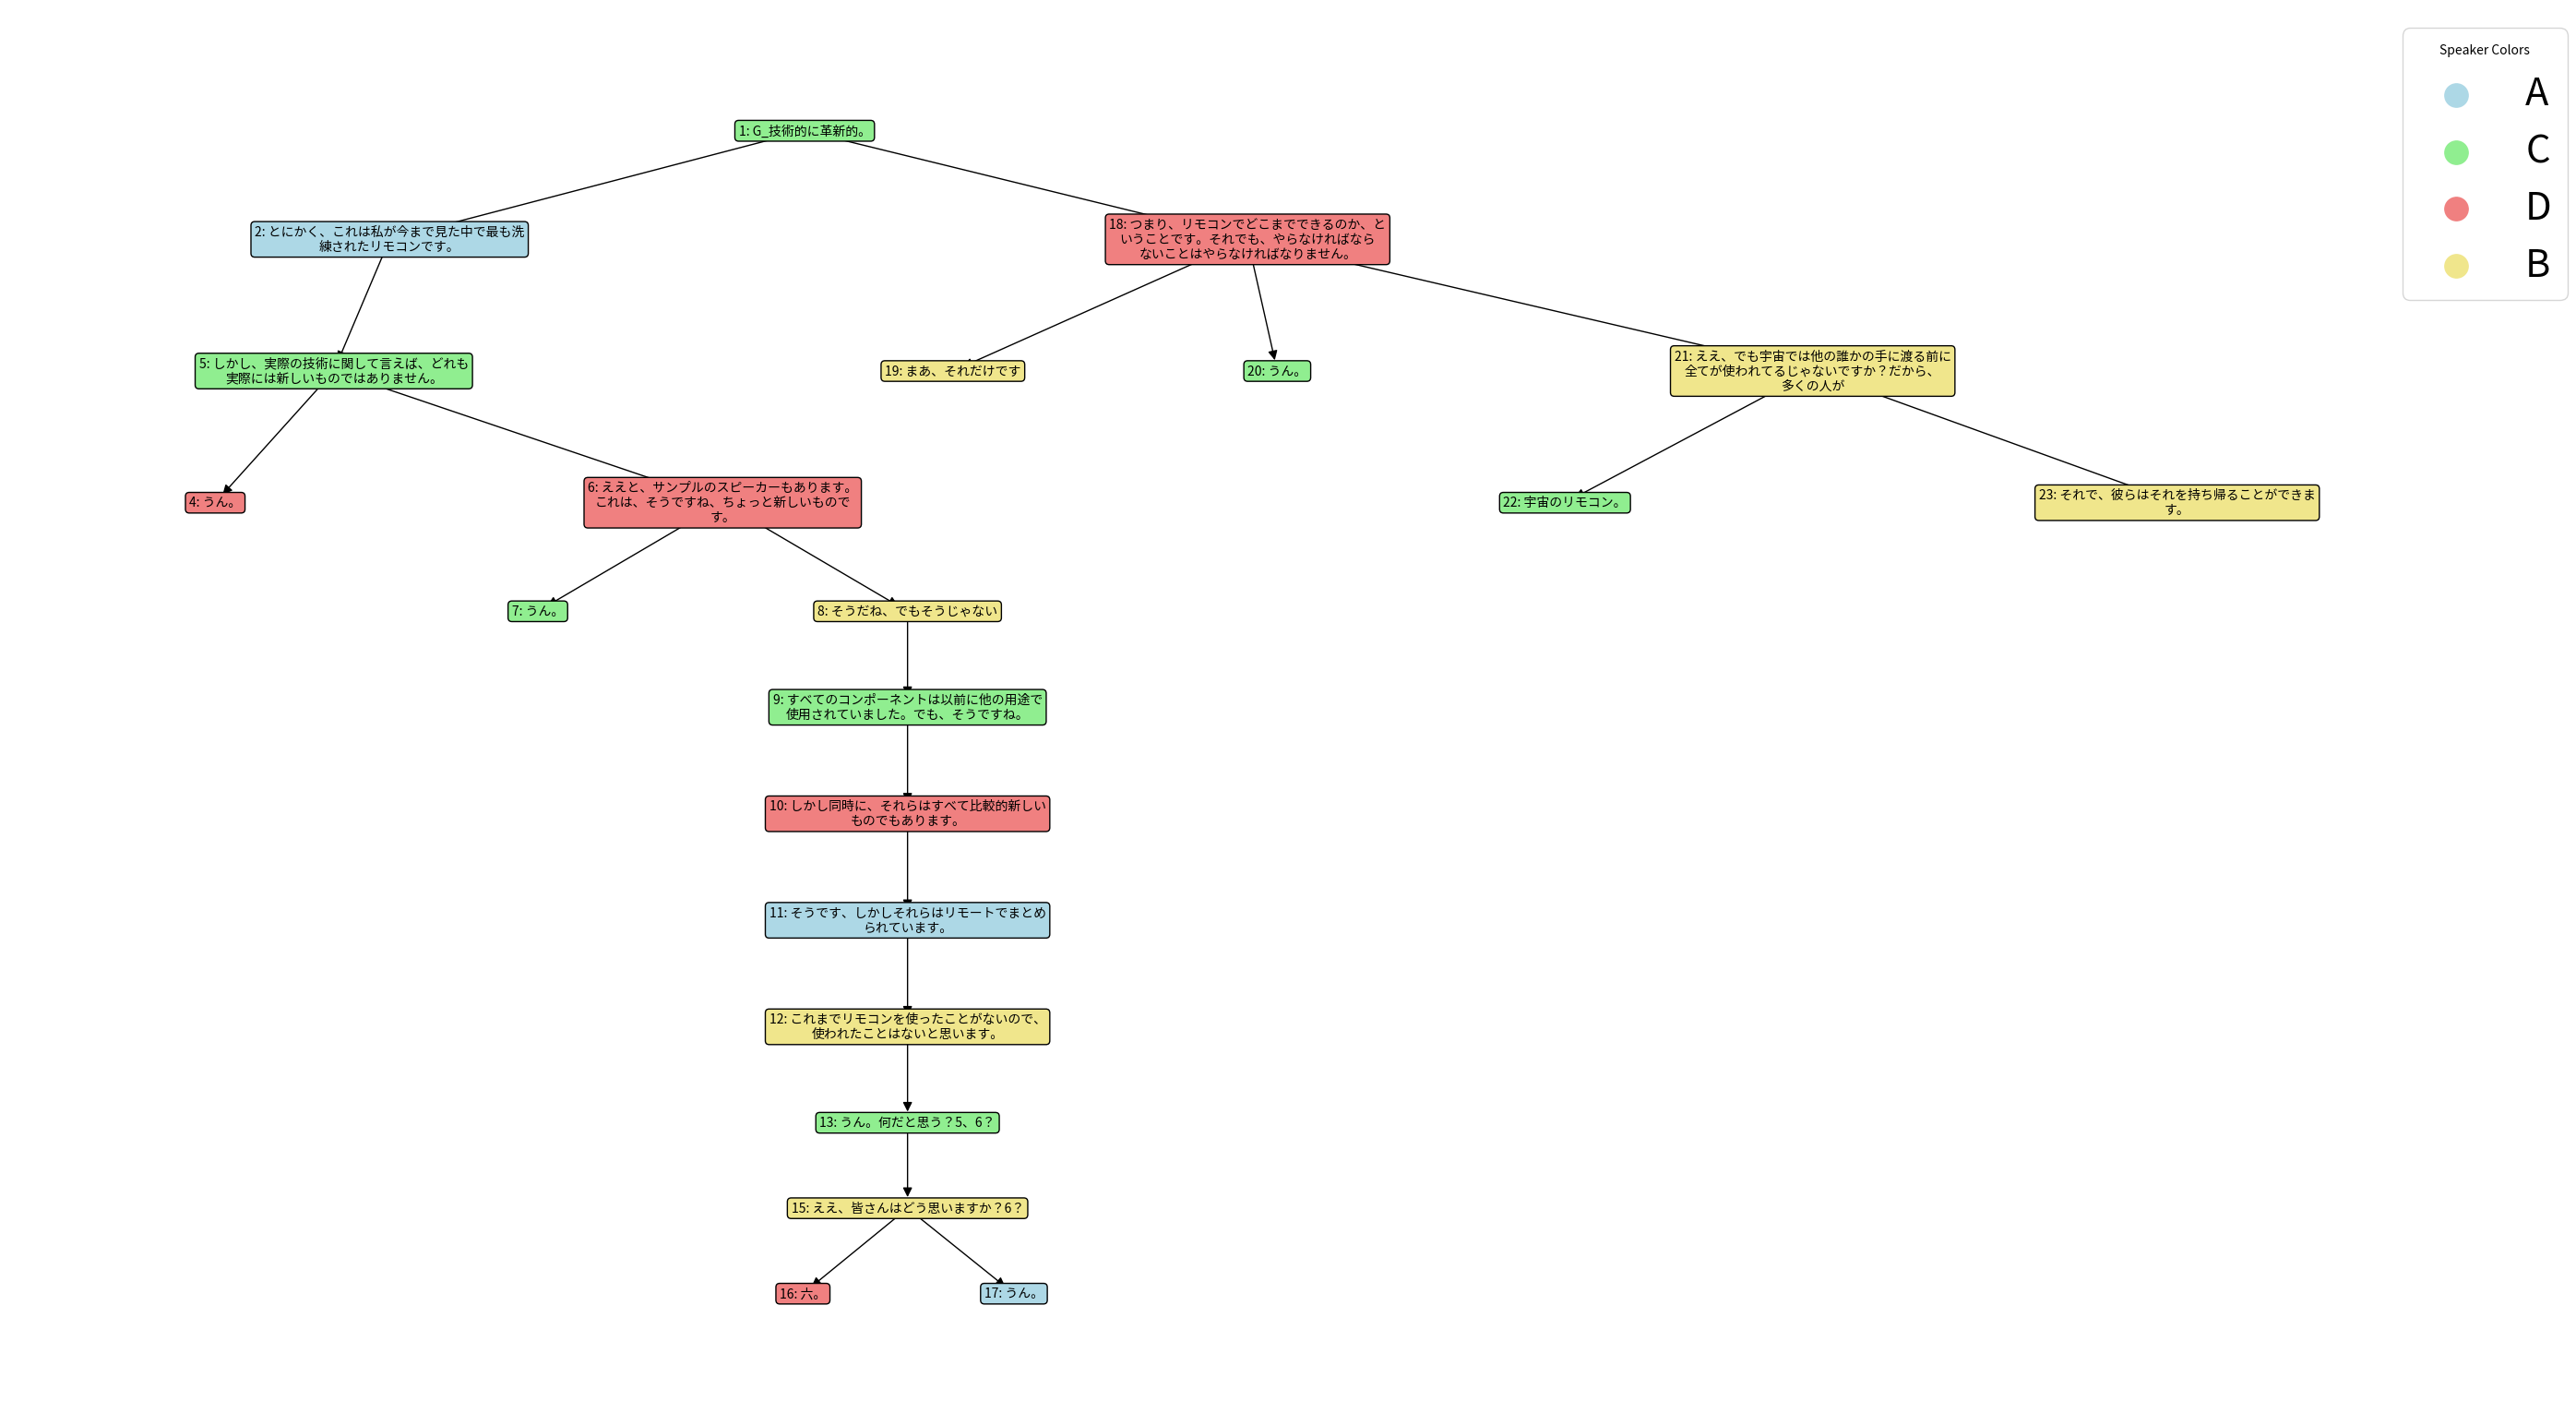 Speaker Colors
A
C
D
B
1: G_技術的に革新的。
2: とにかく、これは私が今まで見た中で最も洗
練されたリモコンです。
18: つまり、リモコンでどこまでできるのか、と
いうことです。それでも、やらなければなら
ないことはやらなければなりません。
5: しかし、実際の技術に関して言えば、どれも
実際には新しいものではありません。
19: まあ、それだけです
20: うん。
21: ええ、でも宇宙では他の誰かの手に渡る前に
全てが使われてるじゃないですか？だから、
多くの人が
4: うん。
6: ええと、サンプルのスピーカーもあります。
これは、そうですね、ちょっと新しいもので
す。
22: 宇宙のリモコン。
23: それで、彼らはそれを持ち帰ることができま
す。
7: うん。
8: そうだね、でもそうじゃない
9: すべてのコンポーネントは以前に他の用途で
使用されていました。でも、そうですね。
10: しかし同時に、それらはすべて比較的新しい
ものでもあります。
11: そうです、しかしそれらはリモートでまとめ
られています。
12: これまでリモコンを使ったことがないので、
使われたことはないと思います。
13: うん。何だと思う？5、6？
15: ええ、皆さんはどう思いますか？6？
16: 六。
17: うん。